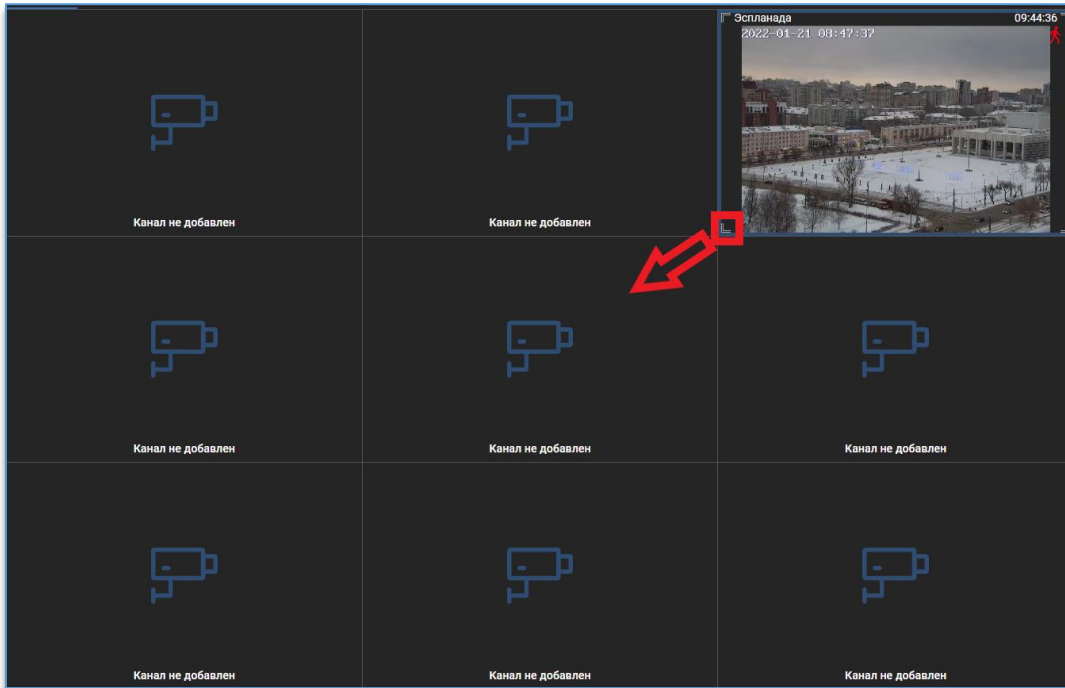 Эспланада 09:44:36
2022-01-21 08:47:37
Канал не добавлен Канал не добавлен
Канал не добавлен Канал не добавлен Канал не добавлен
Канал не добавлен Канал не добавлен Канал не добавлен